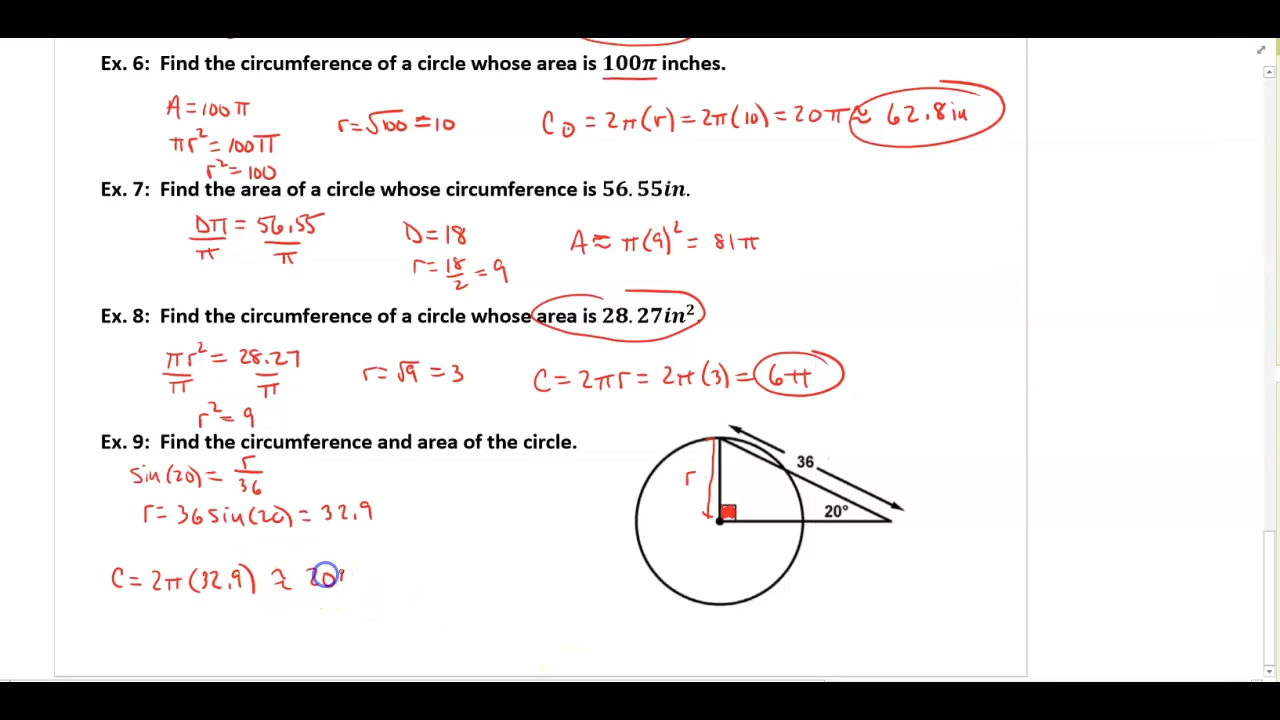 Ex. 6: Find the circumference of a circle whose area is 100π inches.
A = 100 π
πr² = 100π
r² = 100
r = √100 = 10
C⊙ = 2π(r) = 2π(10) = 20π ≈ 62.8in
Ex. 7: Find the area of a circle whose circumference is 56.55in.
Dπ/π = 56.55/π
D = 18
r = 18/2 = 9
A ≈ π(9)² = 81π
Ex. 8: Find the circumference of a circle whose area is 28.27in².
πr²/π = 28.27/π
r² = 9
r = √9 = 3
C = 2πr = 2π(3) = 6π
Ex. 9: Find the circumference and area of the circle.
sin(20) = r/36
r = 36 sin(20) = 32.9
C = 2π(32.9) ≈ 20
36
r
20°